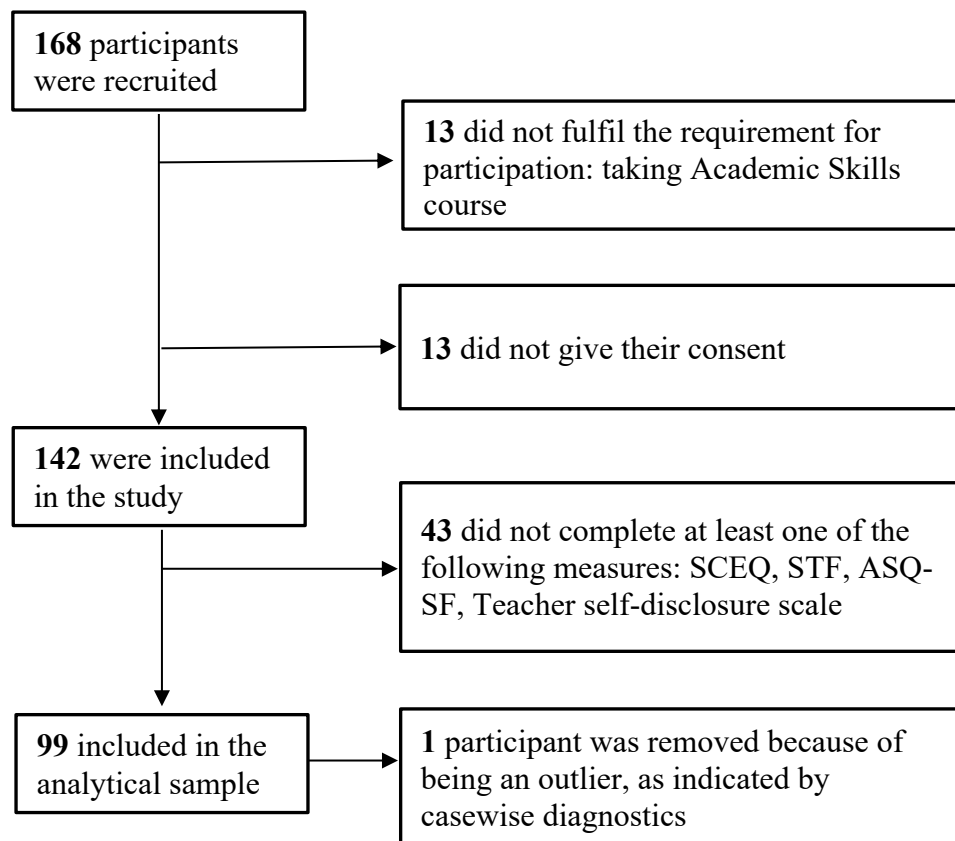 168 participants
were recruited
13 did not fulfil the requirement for
participation: taking Academic Skills
course
13 did not give their consent
142 were included
in the study
43 did not complete at least one of the
following measures: SCEQ, STF, ASQ-
SF, Teacher self-disclosure scale
99 included in the
analytical sample
1 participant was removed because of
being an outlier, as indicated by
casewise diagnostics